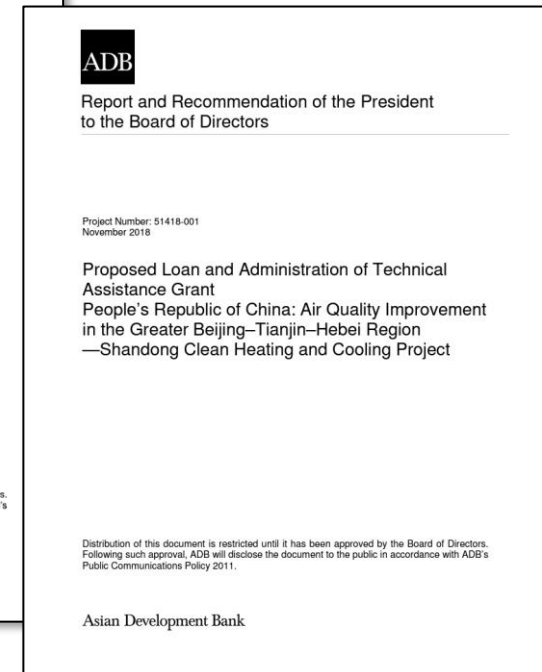 ADB
Report and Recommendation of the President
to the Board of Directors
Project Number: 51418-001
November 2018
Proposed Loan and Administration of Technical
Assistance Grant
People's Republic of China: Air Quality Improvement
in the Greater Beijing–Tianjin–Hebei Region
—Shandong Clean Heating and Cooling Project
s.
's
Distribution of this document is restricted until it has been approved by the Board of Directors.
Following such approval, ADB will disclose the document to the public in accordance with ADB's
Public Communications Policy 2011.
Asian Development Bank